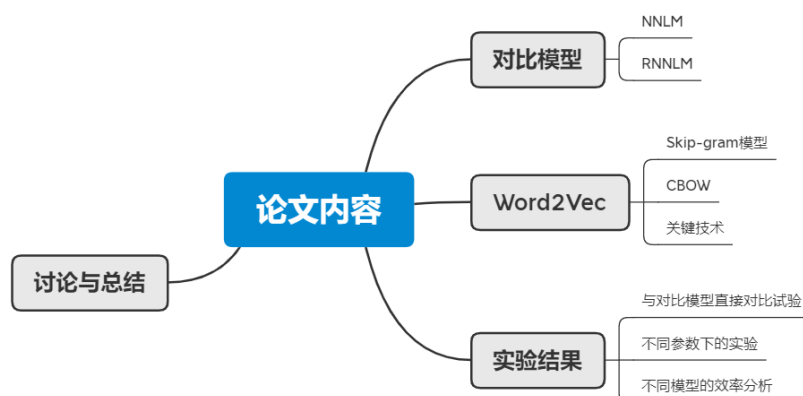 论文内容
对比模型
NNLM
RNNLM
Word2Vec
Skip-gram模型
CBOW
关键技术
实验结果
与对比模型直接对比试验
不同参数下的实验
不同模型的效率分析
讨论与总结